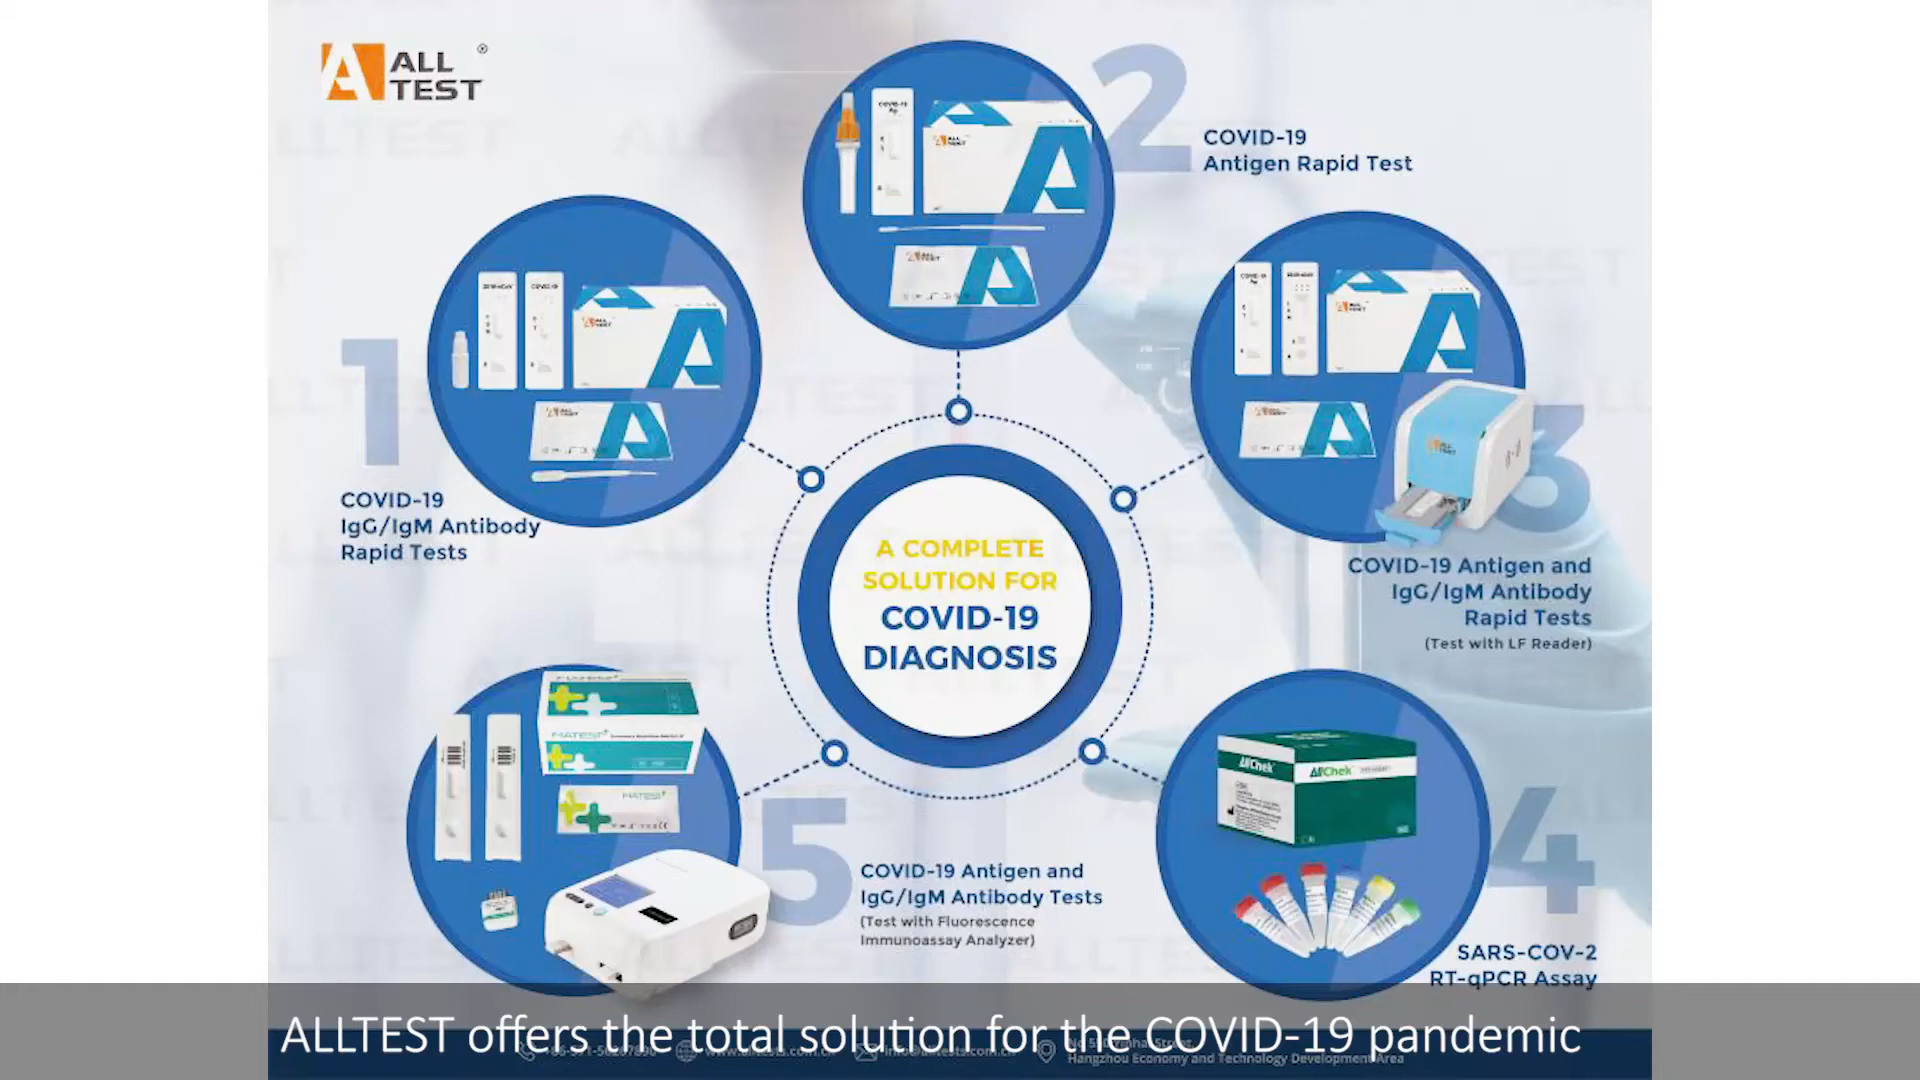 ALL
TEST
®
2
COVID-19
Antigen Rapid Test
1
COVID-19
IgG/IgM Antibody
Rapid Tests
3
COVID-19 Antigen and
IgG/IgM Antibody
Rapid Tests
(Test with LF Reader)
A COMPLETE
SOLUTION FOR
COVID-19
DIAGNOSIS
AllChek
AllChek
4
SARS-COV-2
RT-qPCR Assay
5
COVID-19 Antigen and
IgG/IgM Antibody Tests
(Test with Fluorescence
Immunoassay Analyzer)
ALLTEST offers the total solution for the COVID-19 pandemic
Hangzhou Economy and Technology Development Area